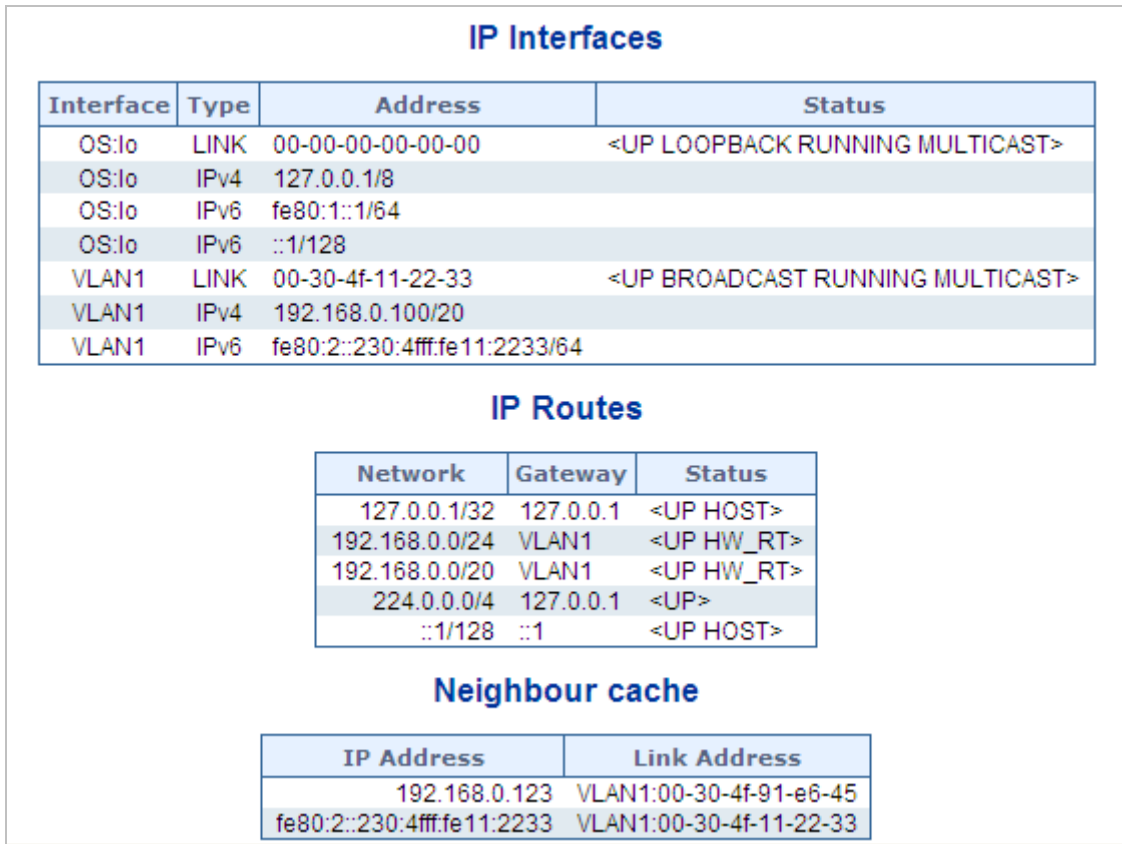 IP Interfaces
Interface Type Address Status
OS:lo LINK 00-00-00-00-00-00 <UP LOOPBACK RUNNING MULTICAST>
OS:lo IPv4 127.0.0.1/8
OS:lo IPv6 fe80:1::1/64
OS:lo IPv6 ::1/128
VLAN1 LINK 00-30-4f-11-22-33 <UP BROADCAST RUNNING MULTICAST>
VLAN1 IPv4 192.168.0.100/20
VLAN1 IPv6 fe80:2::230:4fff:fe11:2233/64
IP Routes
Network Gateway Status
127.0.0.1/32 127.0.0.1 <UP HOST>
192.168.0.0/24 VLAN1 <UP HW_RT>
192.168.0.0/20 VLAN1 <UP HW_RT>
224.0.0.0/4 127.0.0.1 <UP>
::1/128 ::1 <UP HOST>
Neighbour cache
IP Address Link Address
192.168.0.123 VLAN1:00-30-4f-91-e6-45
fe80:2::230:4fff:fe11:2233 VLAN1:00-30-4f-11-22-33